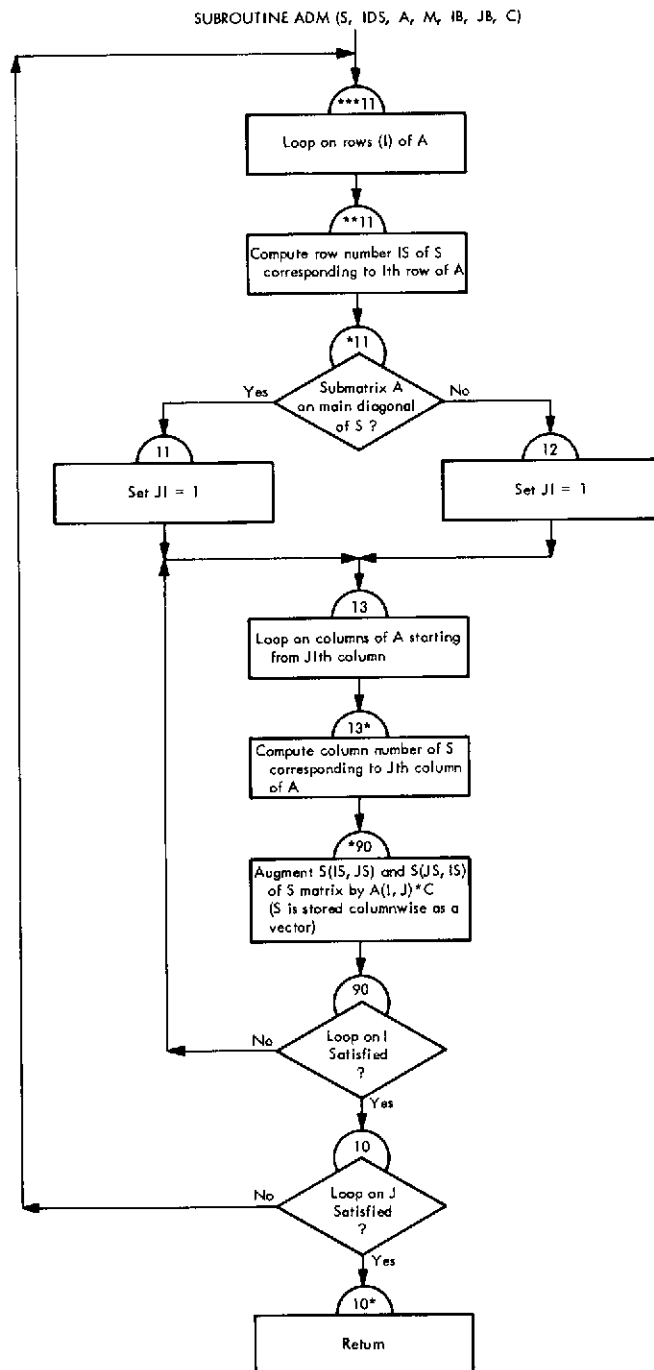 SUBROUTINE ADM (S, IDS, A, M, IB, JB, C)
***11
Loop on rows (I) of A
**11
Compute row number IS of S
corresponding to Ith row of A
*11
Yes
Submatrix A
on main diagonal
of S ?
No
11
Set JI = 1
12
Set JI = 1
13
Loop on columns of A starting
from JIth column
13*
Compute column number of S
corresponding to Jth column
of A
*90
Augment S(IS, JS) and S(JS, IS)
of S matrix by A(I, J)*C
(S is stored columnwise as a
vector)
90
No
Loop on I
Satisfied
?
Yes
10
No
Loop on J
Satisfied
?
Yes
10*
Return